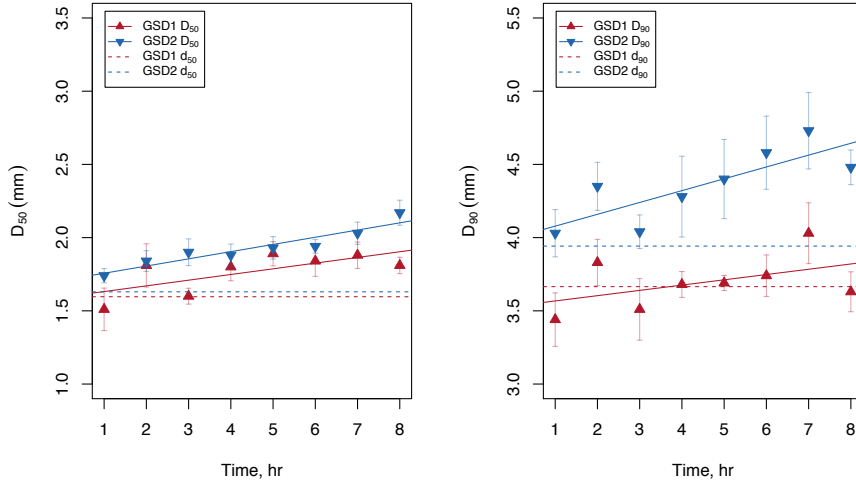 GSD1 D50
GSD2 D50
GSD1 d50
GSD2 d50
3.5
3.0
2.5
2.0
1.5
1.0
D50 (mm)
1 2 3 4 5 6 7 8
Time, hr
GSD1 D90
GSD2 D90
GSD1 d90
GSD2 d90
5.5
5.0
4.5
4.0
3.5
3.0
D90 (mm)
1 2 3 4 5 6 7 8
Time, hr